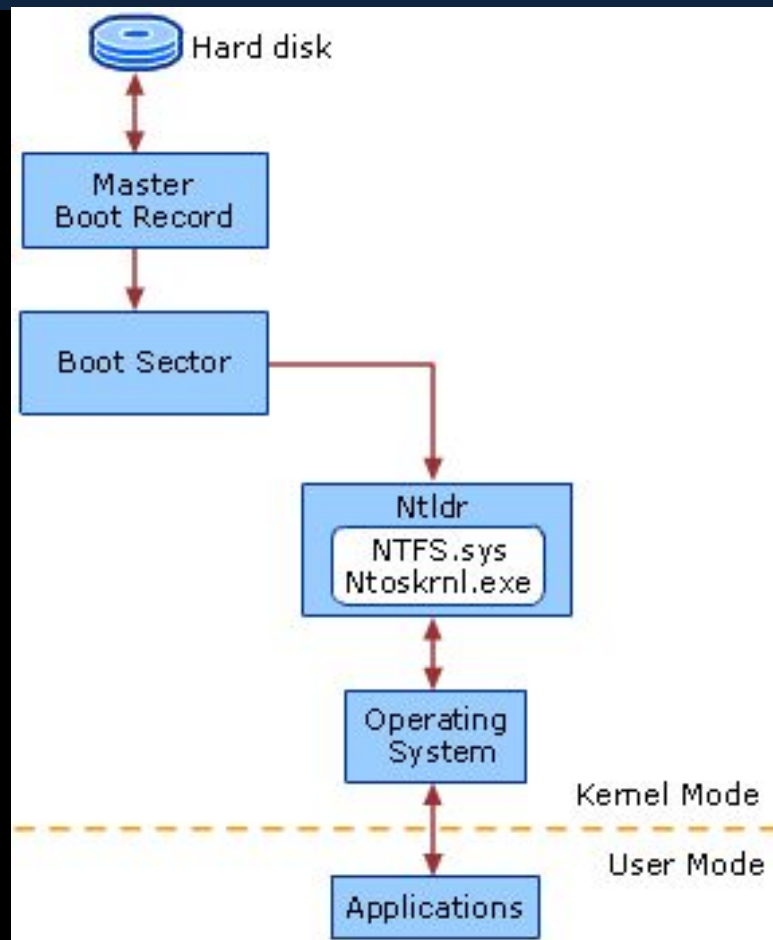 Hard disk
Master
Boot Record
Boot Sector
Ntldr
NTFS.sys
Ntoskrnl.exe
Operating
System
Kernel Mode
User Mode
Applications